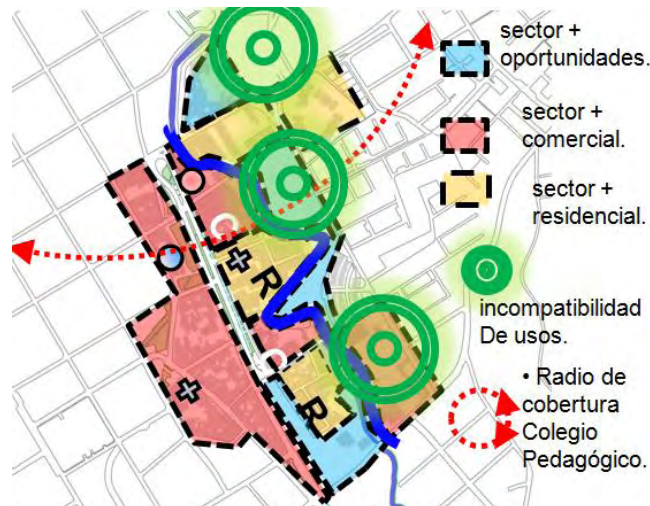 sector +
oportunidades.
sector +
comercial.
sector +
residencial.
incompatibilidad
De usos.
• Radio de
cobertura
Colegio
Pedagógico.
C
+
R
C
+
R